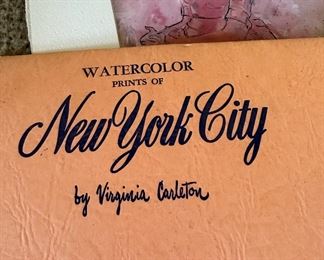 WATERCOLOR
PRINTS OF
New York City
by Virginia Carleton